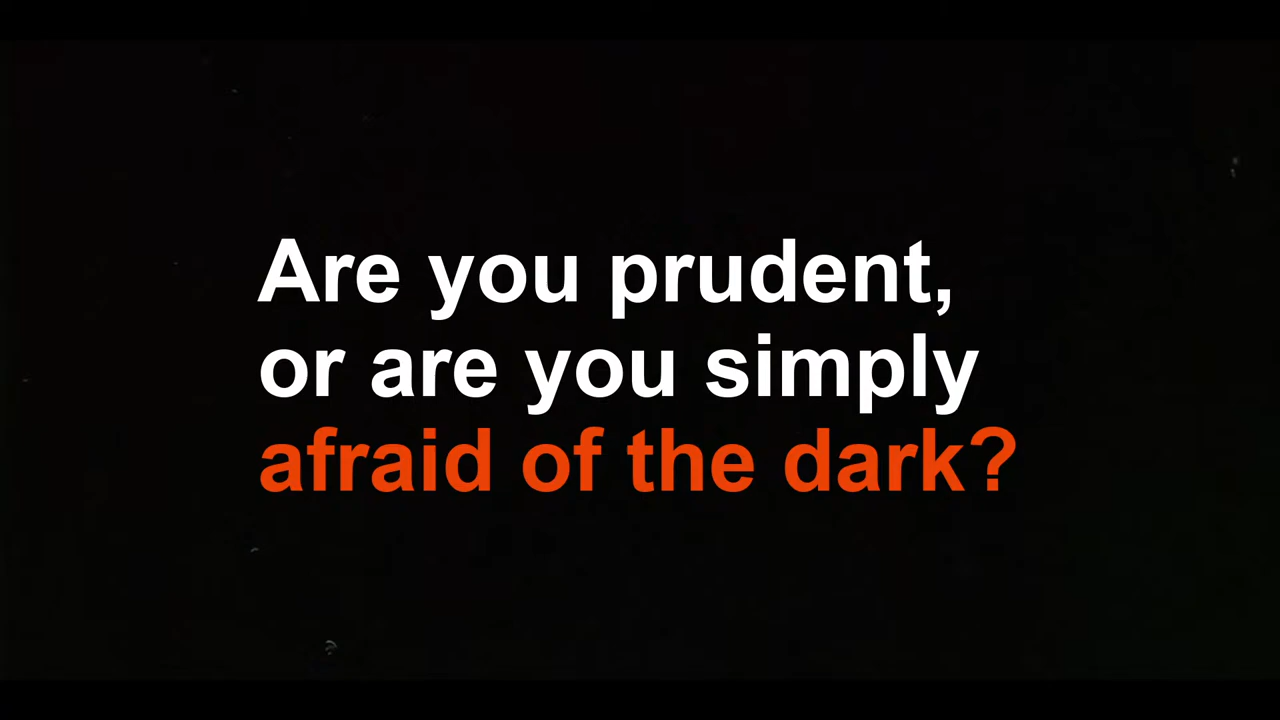 Are you prudent,
or are you simply
afraid of the dark?